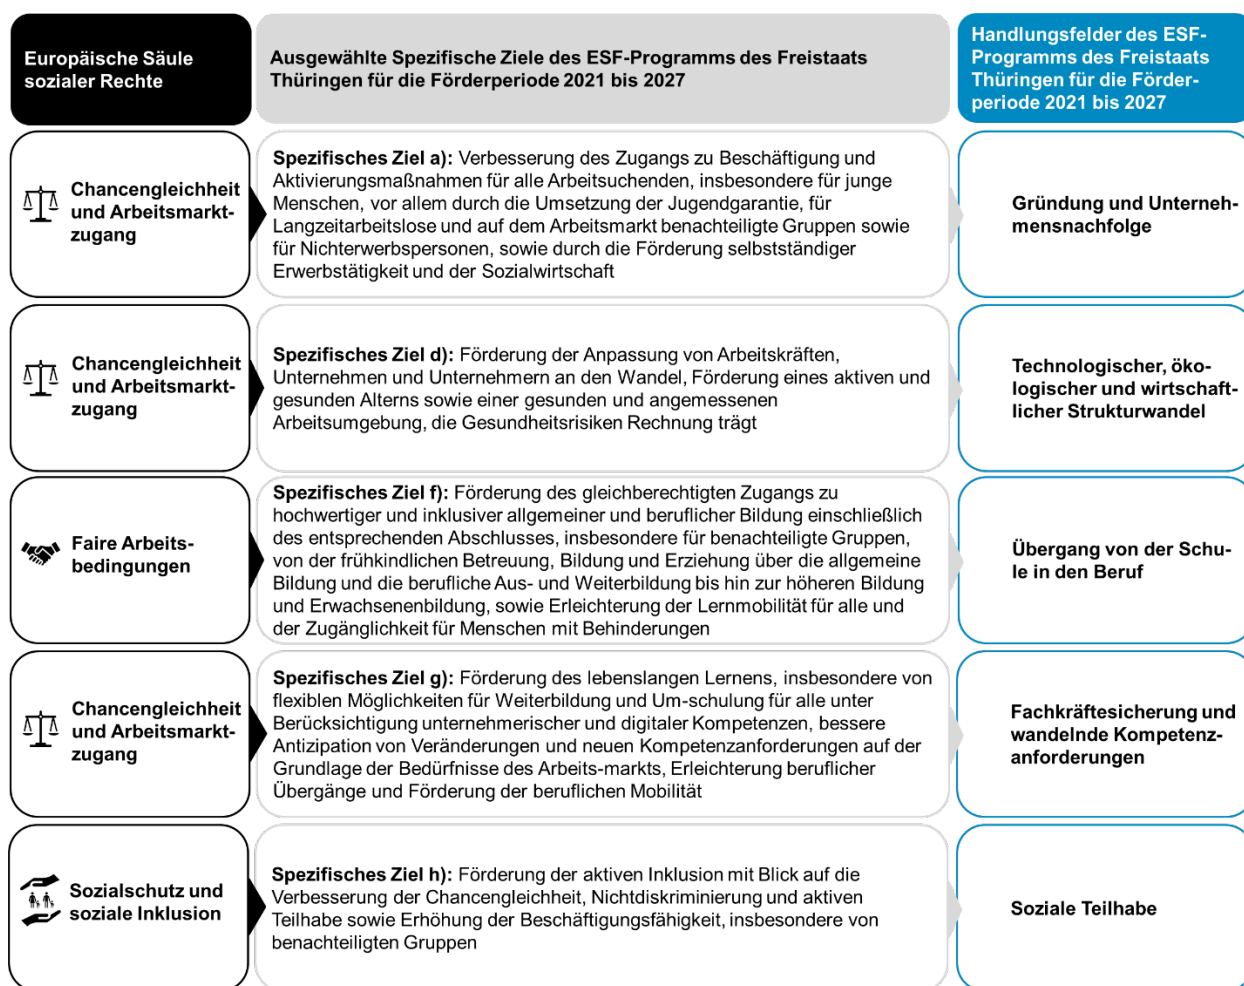 Europäische Säule
sozialer Rechte
Ausgewählte Spezifische Ziele des ESF-Programms des Freistaats
Thüringen für die Förderperiode 2021 bis 2027
Handlungsfelder des ESF-
Programms des Freistaats
Thüringen für die Förder-
periode 2021 bis 2027
Chancengleichheit
und Arbeitsmarkt-
zugang
Spezifisches Ziel a): Verbesserung des Zugangs zu Beschäftigung und
Aktivierungsmaßnahmen für alle Arbeitsuchenden, insbesondere für junge
Menschen, vor allem durch die Umsetzung der Jugendgarantie, für
Langzeitarbeitslose und auf dem Arbeitsmarkt benachteiligte Gruppen sowie
für Nichterwerbspersonen, sowie durch die Förderung selbstständiger
Erwerbstätigkeit und der Sozialwirtschaft
Gründung und Unterneh-
mensnachfolge
Chancengleichheit
und Arbeitsmarkt-
zugang
Spezifisches Ziel d): Förderung der Anpassung von Arbeitskräften,
Unternehmen und Unternehmern an den Wandel, Förderung eines aktiven und
gesunden Alterns sowie einer gesunden und angemessenen
Arbeitsumgebung, die Gesundheitsrisiken Rechnung trägt
Technologischer, öko-
logischer und wirtschaft-
licher Strukturwandel
Faire Arbeits-
bedingungen
Spezifisches Ziel f): Förderung des gleichberechtigten Zugangs zu
hochwertiger und inklusiver allgemeiner und beruflicher Bildung einschließlich
des entsprechenden Abschlusses, insbesondere für benachteiligte Gruppen,
von der frühkindlichen Betreuung, Bildung und Erziehung über die allgemeine
Bildung und die berufliche Aus- und Weiterbildung bis hin zur höheren Bildung
und Erwachsenenbildung, sowie Erleichterung der Lernmobilität für alle und
der Zugänglichkeit für Menschen mit Behinderungen
Übergang von der Schu-
le in den Beruf
Chancengleichheit
und Arbeitsmarkt-
zugang
Spezifisches Ziel g): Förderung des lebenslangen Lernens, insbesondere von
flexiblen Möglichkeiten für Weiterbildung und Um-schulung für alle unter
Berücksichtigung unternehmerischer und digitaler Kompetenzen, bessere
Antizipation von Veränderungen und neuen Kompetenzanforderungen auf der
Grundlage der Bedürfnisse des Arbeits-markts, Erleichterung beruflicher
Übergänge und Förderung der beruflichen Mobilität
Fachkräftesicherung und
wandelnde Kompetenz-
anforderungen
Sozialschutz und
soziale Inklusion
Spezifisches Ziel h): Förderung der aktiven Inklusion mit Blick auf die
Verbesserung der Chancengleichheit, Nichtdiskriminierung und aktiven
Teilhabe sowie Erhöhung der Beschäftigungsfähigkeit, insbesondere von
benachteiligten Gruppen
Soziale Teilhabe